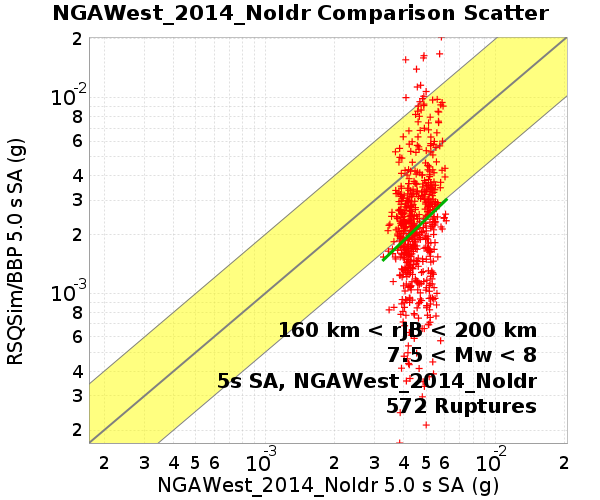 NGAWest_2014_NoIdr Comparison Scatter
2
10-2
8
6
4
3
2
10-3
8
6
4
3
2
RSQSim/BBP 5.0 s SA (g)
160 km < rJB < 200 km
7.5 < Mw < 8
5s SA, NGAWest_2014_NoIdr
572 Ruptures
2 3 4 5 6 8 10-3 2 3 4 5 6 8 10-2 2
NGAWest_2014_NoIdr 5.0 s SA (g)